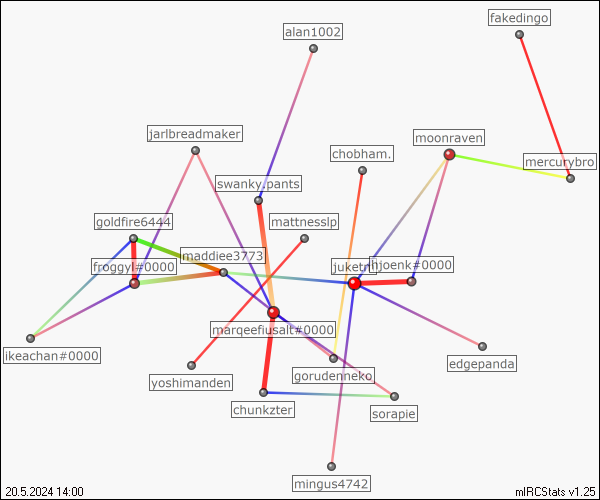 fakedingo
alan1002
jarlbreadmaker
moonraven
chobham.
mercurybro
swanky.pants
goldfire6444
mattnesslp
maddiee3773
froggyl#0000
hjoenk#0000
marqeefiusalt#0000
ikeachan#0000
edgepanda
yoshimanden
gorudenneko
chunkzter
sorapie
mingus4742
20.5.2024 14:00
mIRCStats v1.25